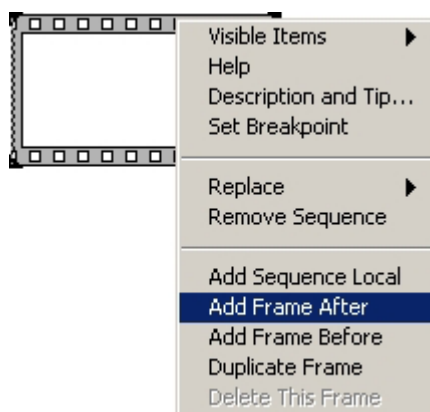 Visible Items
Help
Description and Tip...
Set Breakpoint
Replace
Remove Sequence
Add Sequence Local
Add Frame After
Add Frame Before
Duplicate Frame
Delete This Frame